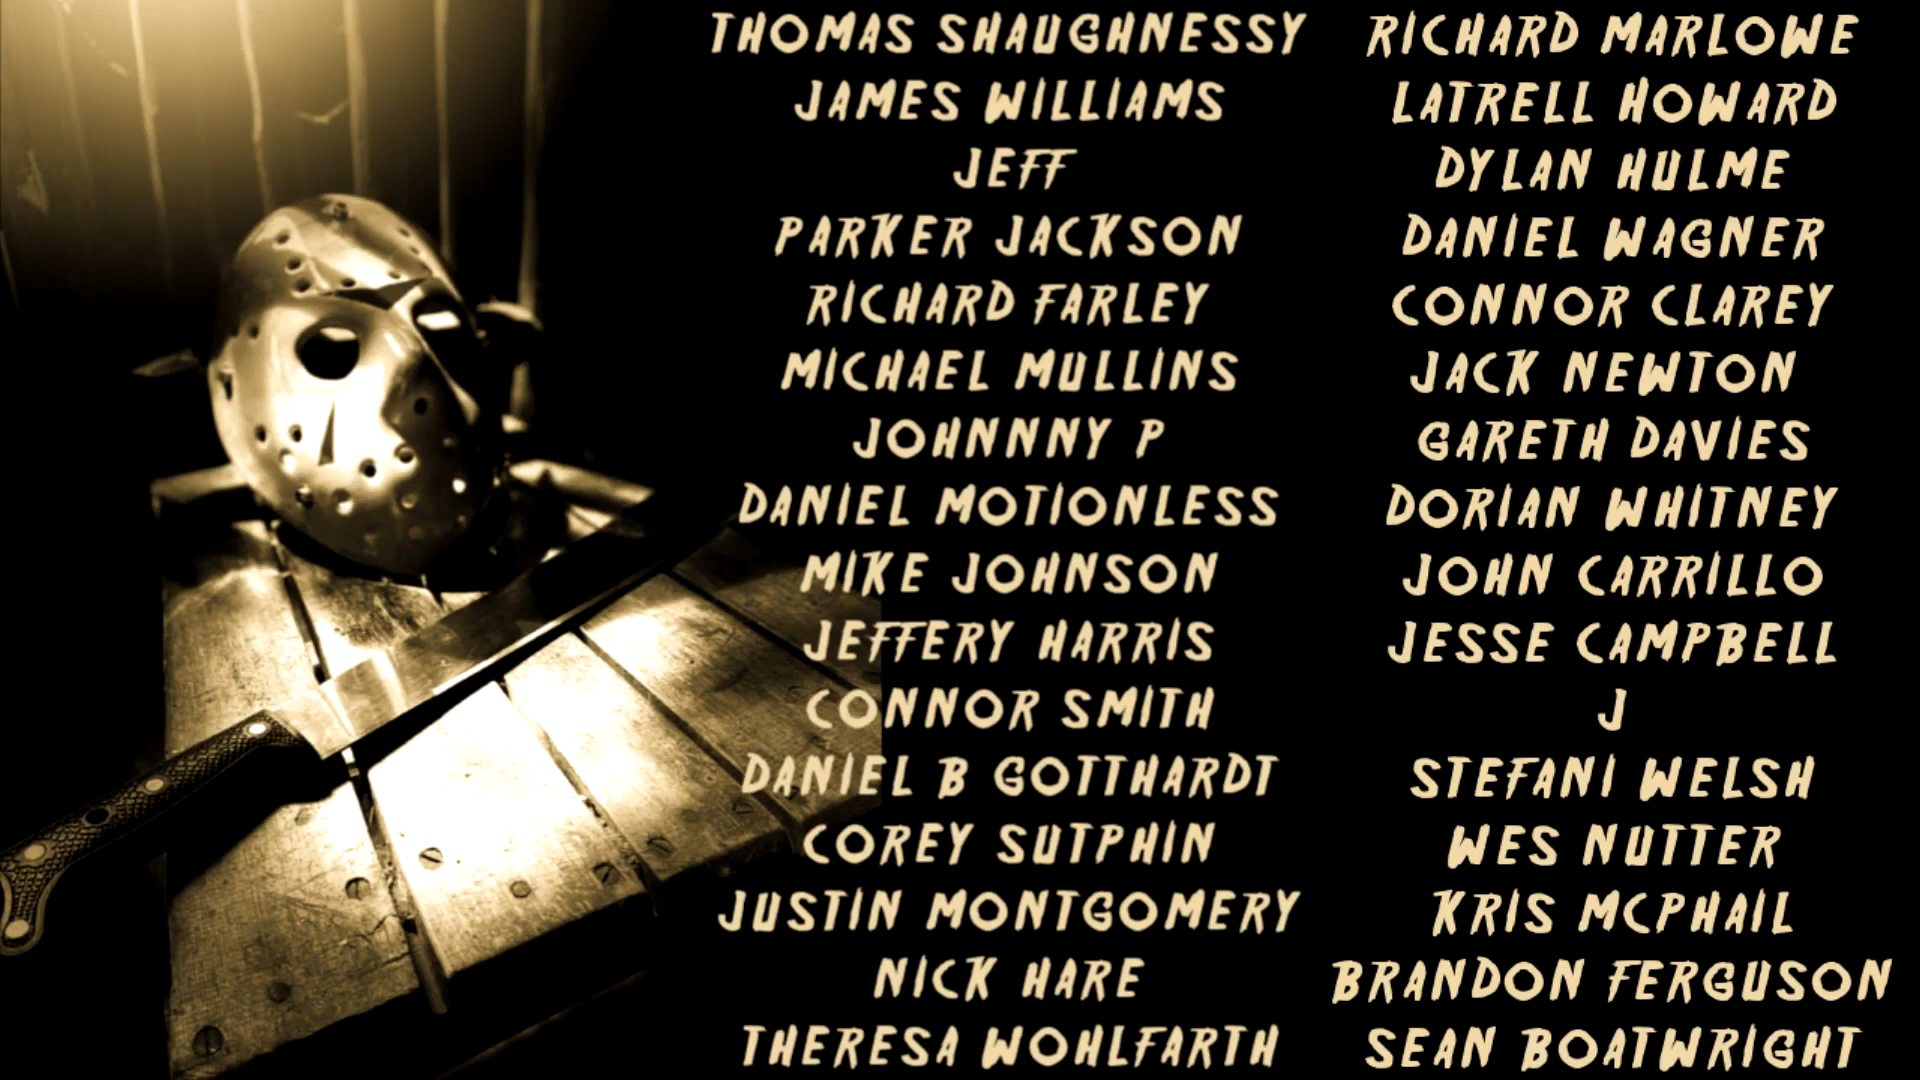 THOMAS SHAUGHNESSY
JAMES WILLIAMS
JEFF
PARKER JACKSON
RICHARD FARLEY
MICHAEL MULLINS
JOHNNNY P
DANIEL MOTIONLESS
MIKE JOHNSON
JEFFERY HARRIS
CONNOR SMITH
DANIEL B GOTTHARDT
COREY SUTPHIN
JUSTIN MONTGOMERY
NICK HARE
THERESA WOHLFARTH
RICHARD MARLOWE
LATRELL HOWARD
DYLAN HULME
DANIEL WAGNER
CONNOR CLAREY
JACK NEWTON
GARETH DAVIES
DORIAN WHITNEY
JOHN CARRILLO
JESSE CAMPBELL
J
STEFANI WELSH
WES NUTTER
KRIS MCPHAIL
BRANDON FERGUSON
SEAN BOATWRIGHT